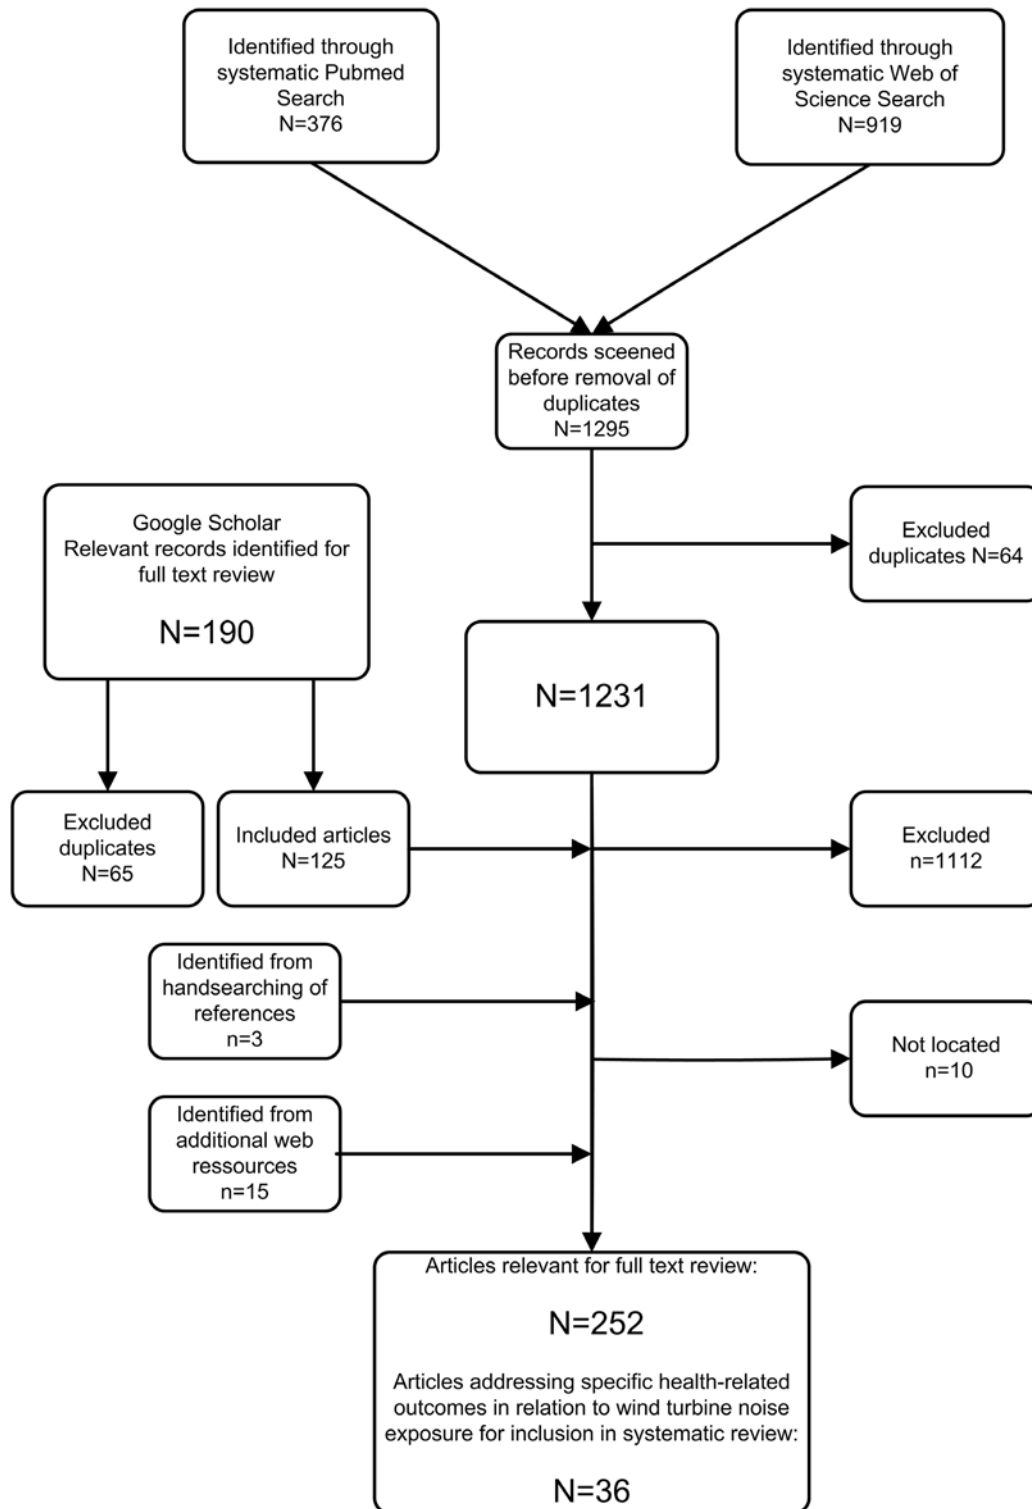 Identified through
systematic Pubmed
Search
N=376
Identified through
systematic Web of
Science Search
N=919
Records sceened
before removal of
duplicates
N=1295
Google Scholar
Relevant records identified for
full text review
N=190
Excluded
duplicates N=64
N=1231
Excluded
duplicates
N=65
Included articles
N=125
Excluded
n=1112
Identified from
handsearching of
references
n=3
Not located
n=10
Identified from
additional web
ressources
n=15
Articles relevant for full text review:
N=252
Articles addressing specific health-related
outcomes in relation to wind turbine noise
exposure for inclusion in systematic review:
N=36